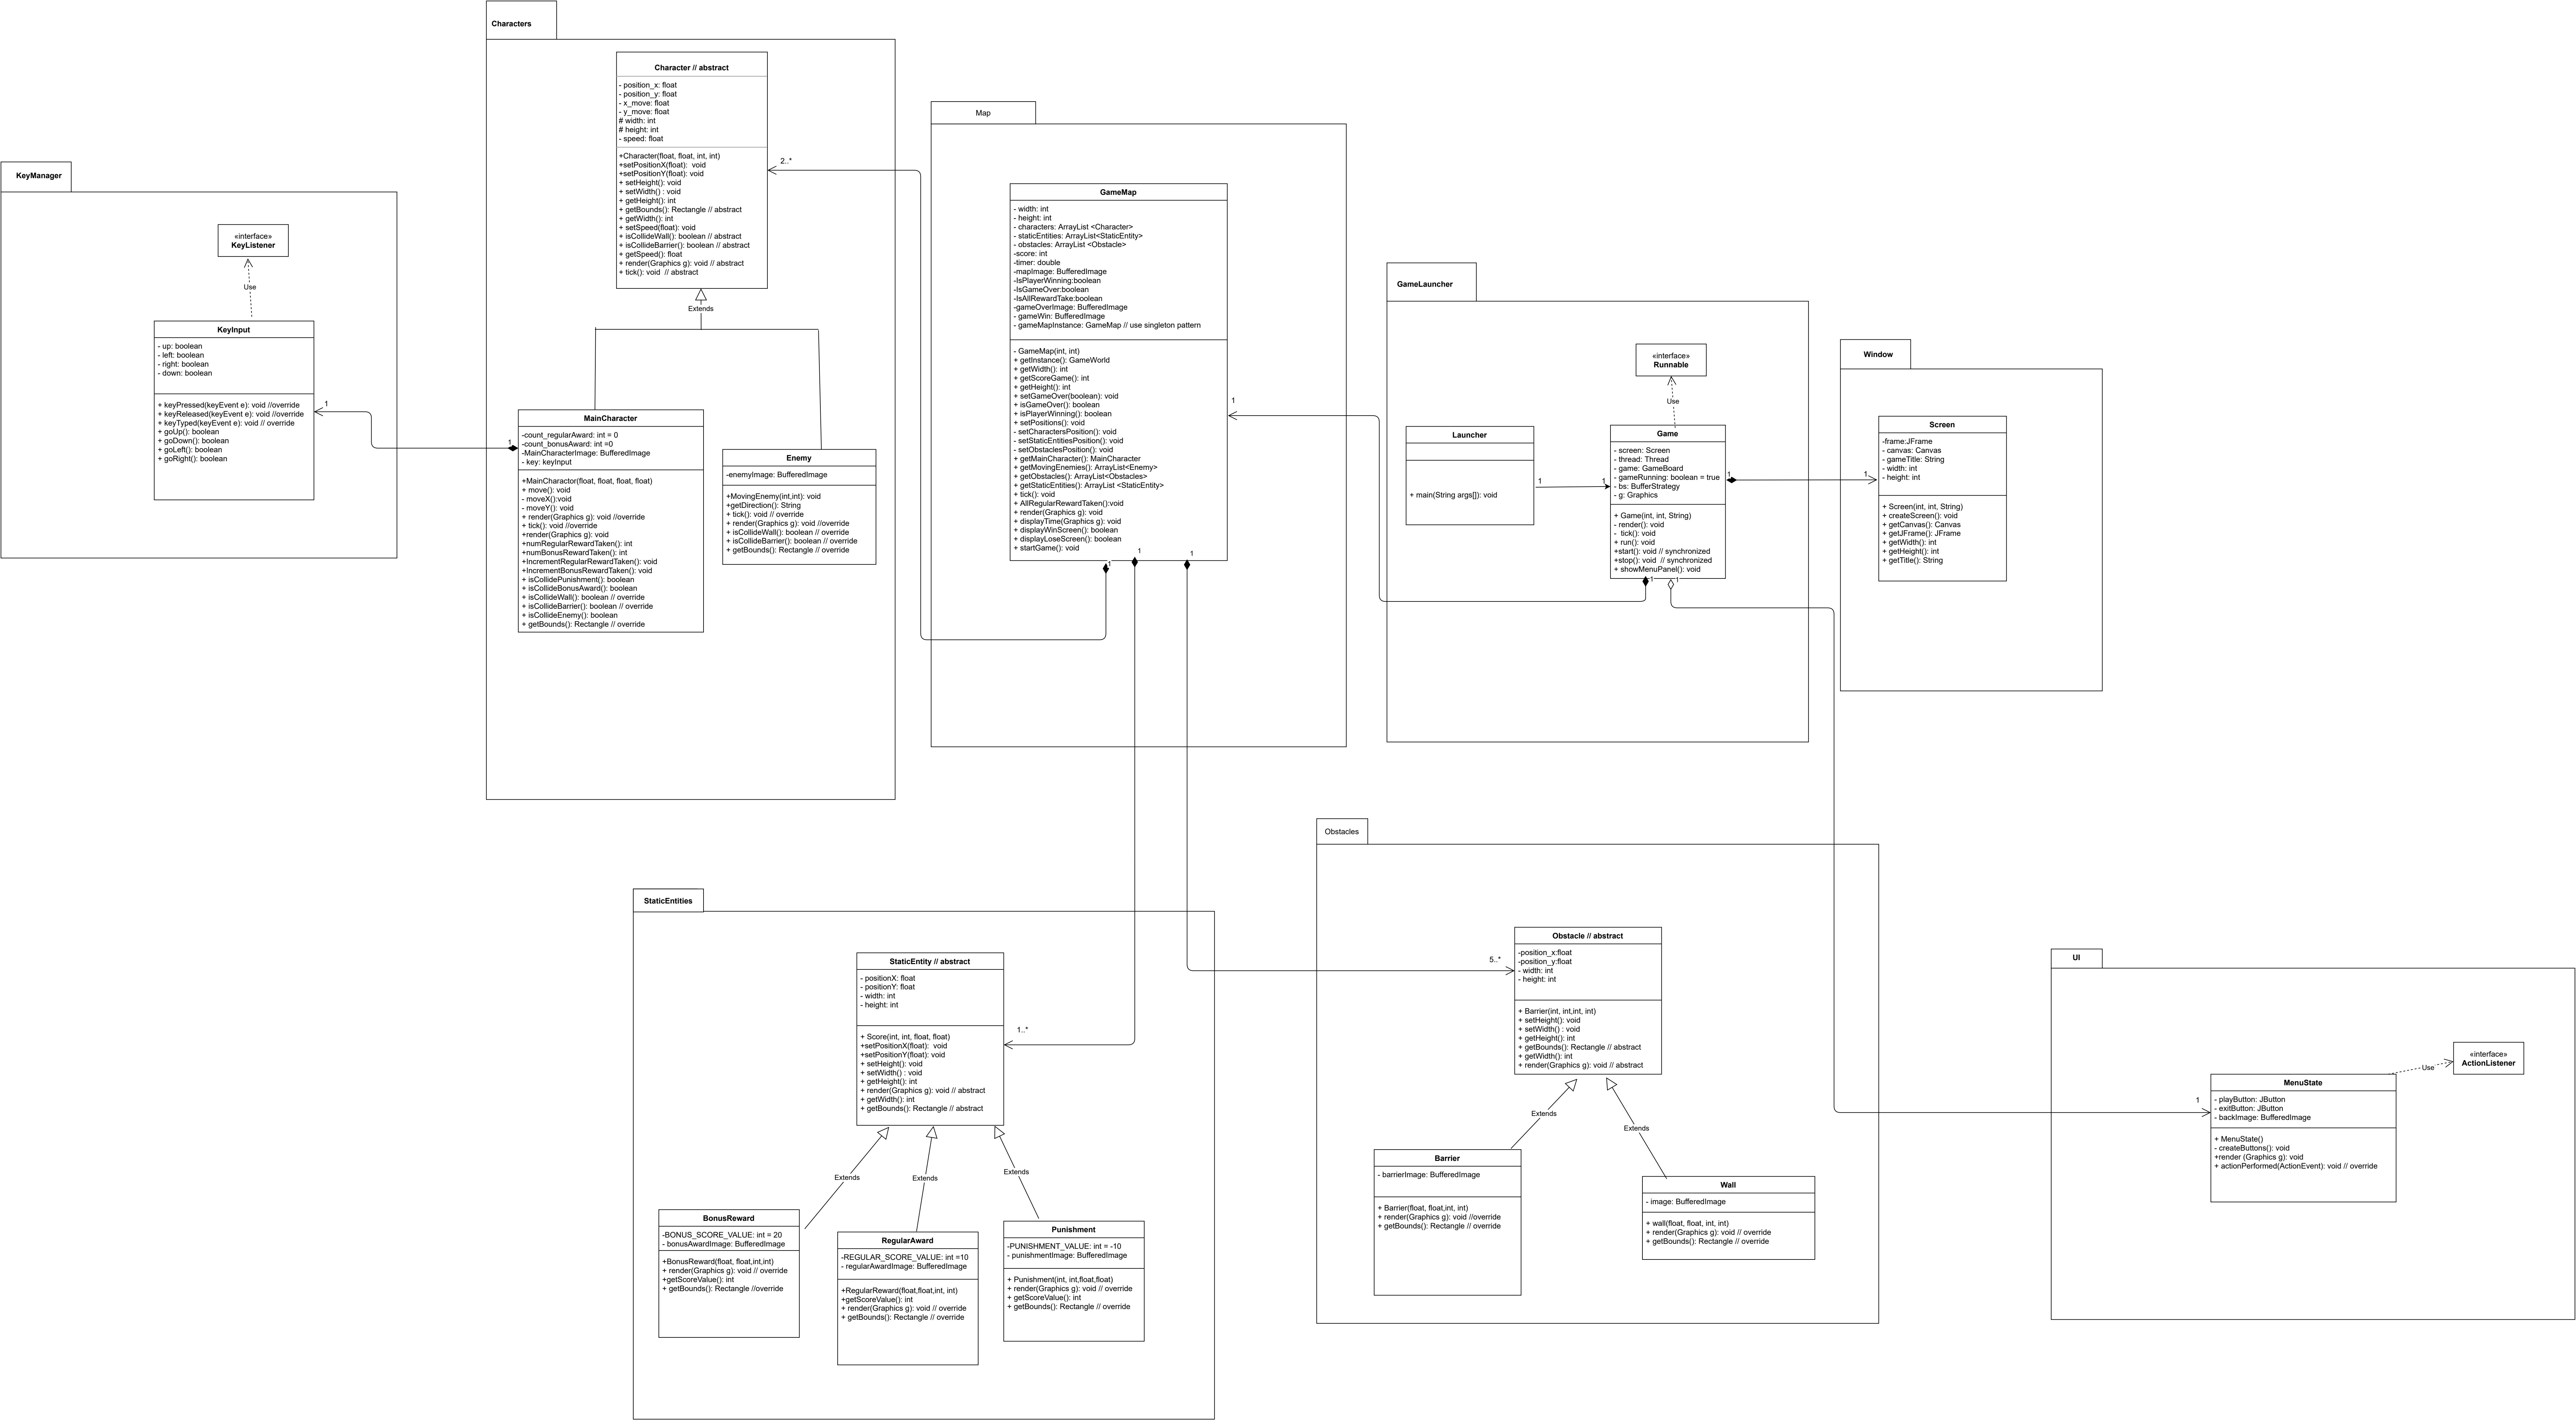 KeyManager
«interface»
KeyListener
Use
KeyInput
- up: boolean
- left: boolean
- right: boolean
- down: boolean
+ keyPressed(keyEvent e): void //override
+ keyReleased(keyEvent e): void //override
+ keyTyped(keyEvent e): void // override
+ goUp(): boolean
+ goDown(): boolean
+ goLeft(): boolean
+ goRight(): boolean
1
Characters
Character // abstract
- position_x: float
- position_y: float
- x_move: float
- y_move: float
# width: int
# height: int
- speed: float
+Character(float, float, int, int)
+setPositionX(float):  void
+setPositionY(float): void
+ setHeight(): void
+ setWidth() : void
+ getHeight(): int
+ getBounds(): Rectangle // abstract
+ getWidth(): int
+ setSpeed(float): void
+ isCollideWall(): boolean // abstract
+ isCollideBarrier(): boolean // abstract
+ getSpeed(): float
+ render(Graphics g): void // abstract
+ tick(): void  // abstract
2..*
Extends
1
MainCharacter
-count_regularAward: int = 0
-count_bonusAward: int =0
-MainCharacterImage: BufferedImage
- key: keyInput
+MainCharactor(float, float, float, float)
+ move(): void
- moveX():void
- moveY(): void
+ render(Graphics g): void //override
+ tick(): void //override
+render(Graphics g): void
+numRegularRewardTaken(): int
+numBonusRewardTaken(): int
+IncrementRegularRewardTaken(): void
+IncrementBonusRewardTaken(): void
+ isCollidePunishment(): boolean
+ isCollideBonusAward(): boolean
+ isCollideWall(): boolean // override
+ isCollideBarrier(): boolean // override
+ isCollideEnemy(): boolean
+ getBounds(): Rectangle // override
Enemy
-enemyImage: BufferedImage
+MovingEnemy(int,int): void
+getDirection(): String
+ tick(): void // override
+ render(Graphics g): void //override
+ isCollideWall(): boolean // override
+ isCollideBarrier(): boolean // override
+ getBounds(): Rectangle // override
Map
GameMap
- width: int
- height: int
- characters: ArrayList <Character>
- staticEntities: ArrayList<StaticEntity>
- obstacles: ArrayList <Obstacle>
-score: int
-timer: double
-mapImage: BufferedImage
-IsPlayerWinning:boolean
-IsGameOver:boolean
-IsAllRewardTake:boolean
-gameOverImage: BufferedImage
- gameWin: BufferedImage
- gameMapInstance: GameMap // use singleton pattern
- GameMap(int, int)
+ getInstance(): GameWorld
+ getWidth(): int
+ getScoreGame(): int
+ getHeight(): int
+ setGameOver(boolean): void
+ isGameOver(): boolean
+ isPlayerWinning(): boolean
+ setPositions(): void
- setCharactersPosition(): void
- setStaticEntitiesPosition(): void
- setObstaclesPosition(): void
+ getMainCharacter(): MainCharacter
+ getMovingEnemies(): ArrayList<Enemy>
+ getObstacles(): ArrayList<Obstacles>
+ getStaticEntities(): ArrayList <StaticEntity>
+ tick(): void
+ AllRegularRewardTaken():void
+ render(Graphics g): void
+ displayTime(Graphics g): void
+ displayWinScreen(): boolean
+ displayLoseScreen(): boolean
+ startGame(): void
1
1
1
1
GameLauncher
«interface»
Runnable
Use
Launcher
+ main(String args[]): void
1
1
Game
- screen: Screen
- thread: Thread
- game: GameBoard
- gameRunning: boolean = true
- bs: BufferStrategy
- g: Graphics
+ Game(int, int, String)
- render(): void
-  tick(): void
+ run(): void
+start(): void // synchronized
+stop(): void  // synchronized
+ showMenuPanel(): void
1
1
1
Window
1
Screen
-frame:JFrame
- canvas: Canvas
- gameTitle: String
- width: int
- height: int
+ Screen(int, int, String)
+ createScreen(): void
+ getCanvas(): Canvas
+ getJFrame(): JFrame
+ getWidth(): int
+ getHeight(): int
+ getTitle(): String
StaticEntities
StaticEntity // abstract
- positionX: float
- positionY: float
- width: int
- height: int
+ Score(int, int, float, float)
+setPositionX(float):  void
+setPositionY(float): void
+ setHeight(): void
+ setWidth() : void
+ getHeight(): int
+ render(Graphics g): void // abstract
+ getWidth(): int
+ getBounds(): Rectangle // abstract
1..*
Extends
Extends
Extends
BonusReward
-BONUS_SCORE_VALUE: int = 20
- bonusAwardImage: BufferedImage
+BonusReward(float, float,int,int)
+ render(Graphics g): void // override
+getScoreValue(): int
+ getBounds(): Rectangle //override
RegularAward
-REGULAR_SCORE_VALUE: int =10
- regularAwardImage: BufferedImage
+RegularReward(float,float,int, int)
+getScoreValue(): int
+ render(Graphics g): void // override
+ getBounds(): Rectangle // override
Punishment
-PUNISHMENT_VALUE: int = -10
- punishmentImage: BufferedImage
+ Punishment(int, int,float,float)
+ render(Graphics g): void // override
+ getScoreValue(): int
+ getBounds(): Rectangle // override
Obstacles
5..*
Obstacle // abstract
-position_x:float
-position_y:float
- width: int
- height: int
+ Barrier(int, int,int, int)
+ setHeight(): void
+ setWidth() : void
+ getHeight(): int
+ getBounds(): Rectangle // abstract
+ getWidth(): int
+ render(Graphics g): void // abstract
Extends
Extends
Barrier
- barrierImage: BufferedImage
+ Barrier(float, float,int, int)
+ render(Graphics g): void //override
+ getBounds(): Rectangle // override
Wall
- image: BufferedImage
+ wall(float, float, int, int)
+ render(Graphics g): void // override
+ getBounds(): Rectangle // override
UI
«interface»
ActionListener
Use
1
MenuState
- playButton: JButton
- exitButton: JButton
- backImage: BufferedImage
+ MenuState()
- createButtons(): void
+render (Graphics g): void
+ actionPerformed(ActionEvent): void // override